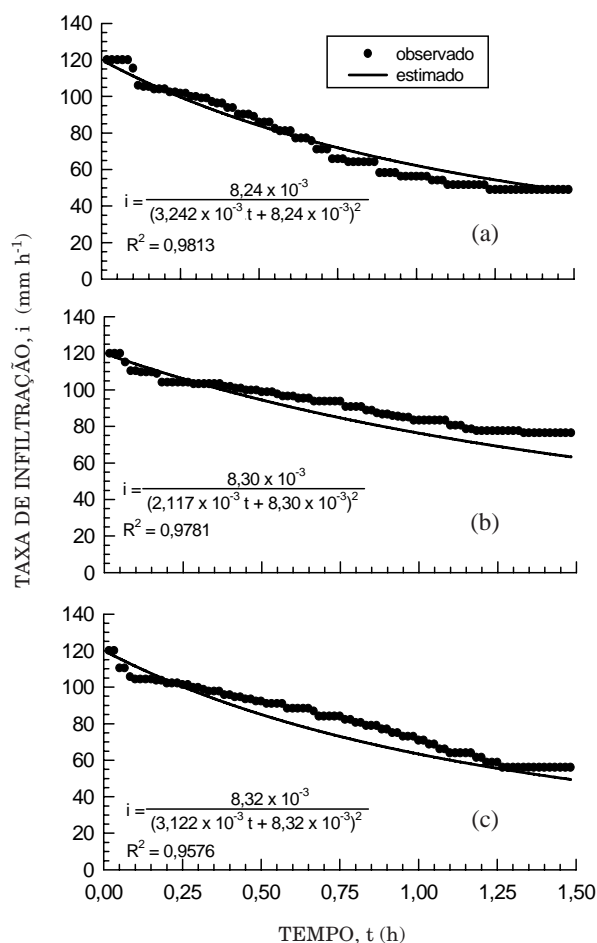 TAXA DE INFILTRAÇÃO, i (mm h⁻¹)
140
120
100
80
60
40
20
0
observado
estimado
i = 8,24 x 10⁻³ / (3,242 x 10⁻³ t + 8,24 x 10⁻³)²
R² = 0,9813
(a)
140
120
100
80
60
40
20
0
i = 8,30 x 10⁻³ / (2,117 x 10⁻³ t + 8,30 x 10⁻³)²
R² = 0,9781
(b)
140
120
100
80
60
40
20
0
i = 8,32 x 10⁻³ / (3,122 x 10⁻³ t + 8,32 x 10⁻³)²
R² = 0,9576
(c)
0,00 0,25 0,50 0,75 1,00 1,25 1,50
TEMPO, t (h)